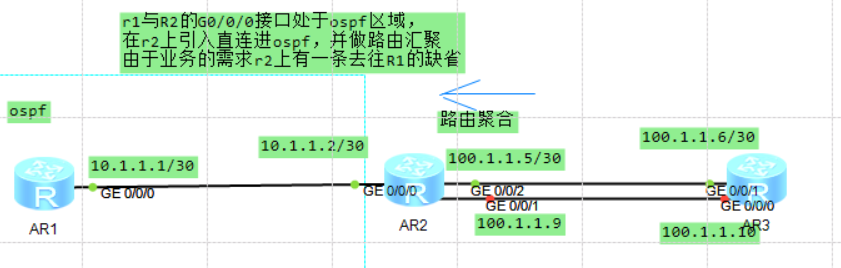 r1与R2的G0/0/0接口处于ospf区域，
在r2上引入直连进ospf，并做路由汇聚
由于业务的需求r2上有一条去往R1的缺省
ospf
路由聚合
10.1.1.1/30
10.1.1.2/30
100.1.1.5/30
100.1.1.6/30
GE 0/0/0
GE 0/0/0
GE 0/0/2
GE 0/0/1
GE 0/0/1
GE 0/0/0
R
R
R
AR1
AR2
AR3
100.1.1.9
100.1.1.10